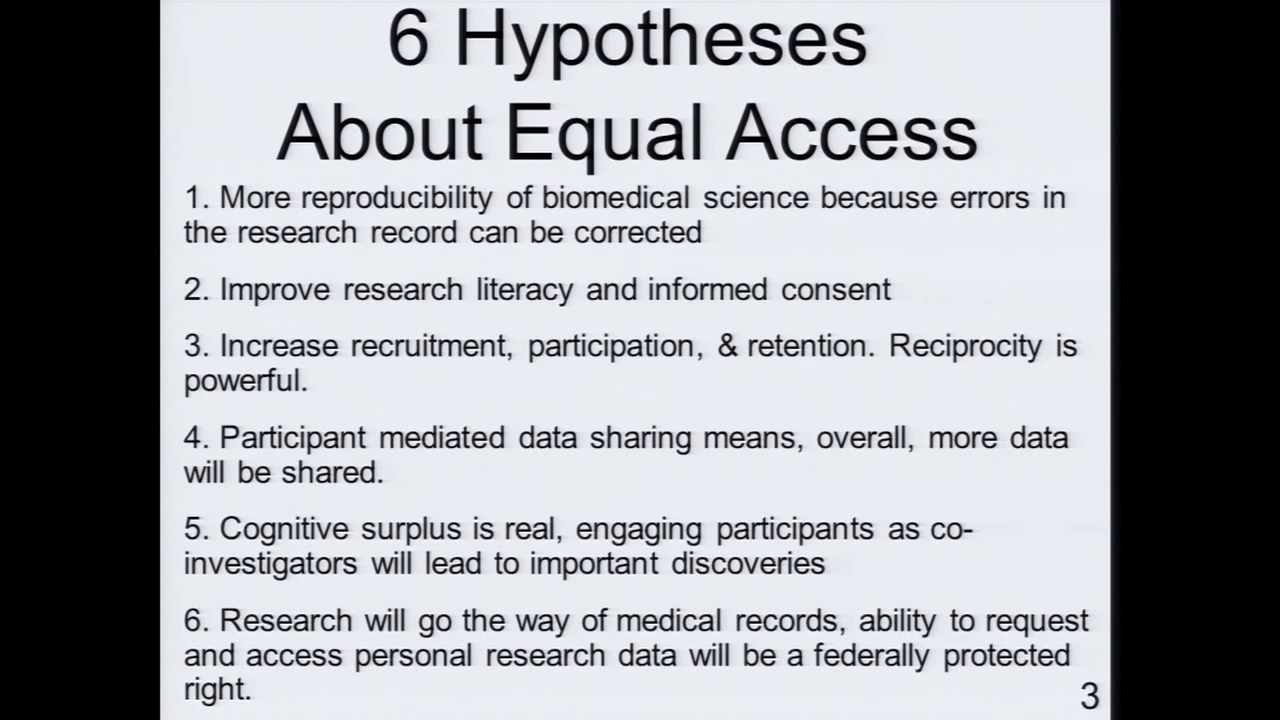 6 Hypotheses
About Equal Access
1. More reproducibility of biomedical science because errors in
the research record can be corrected
2. Improve research literacy and informed consent
3. Increase recruitment, participation, & retention. Reciprocity is
powerful.
4. Participant mediated data sharing means, overall, more data
will be shared.
5. Cognitive surplus is real, engaging participants as co-
investigators will lead to important discoveries
6. Research will go the way of medical records, ability to request
and access personal research data will be a federally protected
right.
3